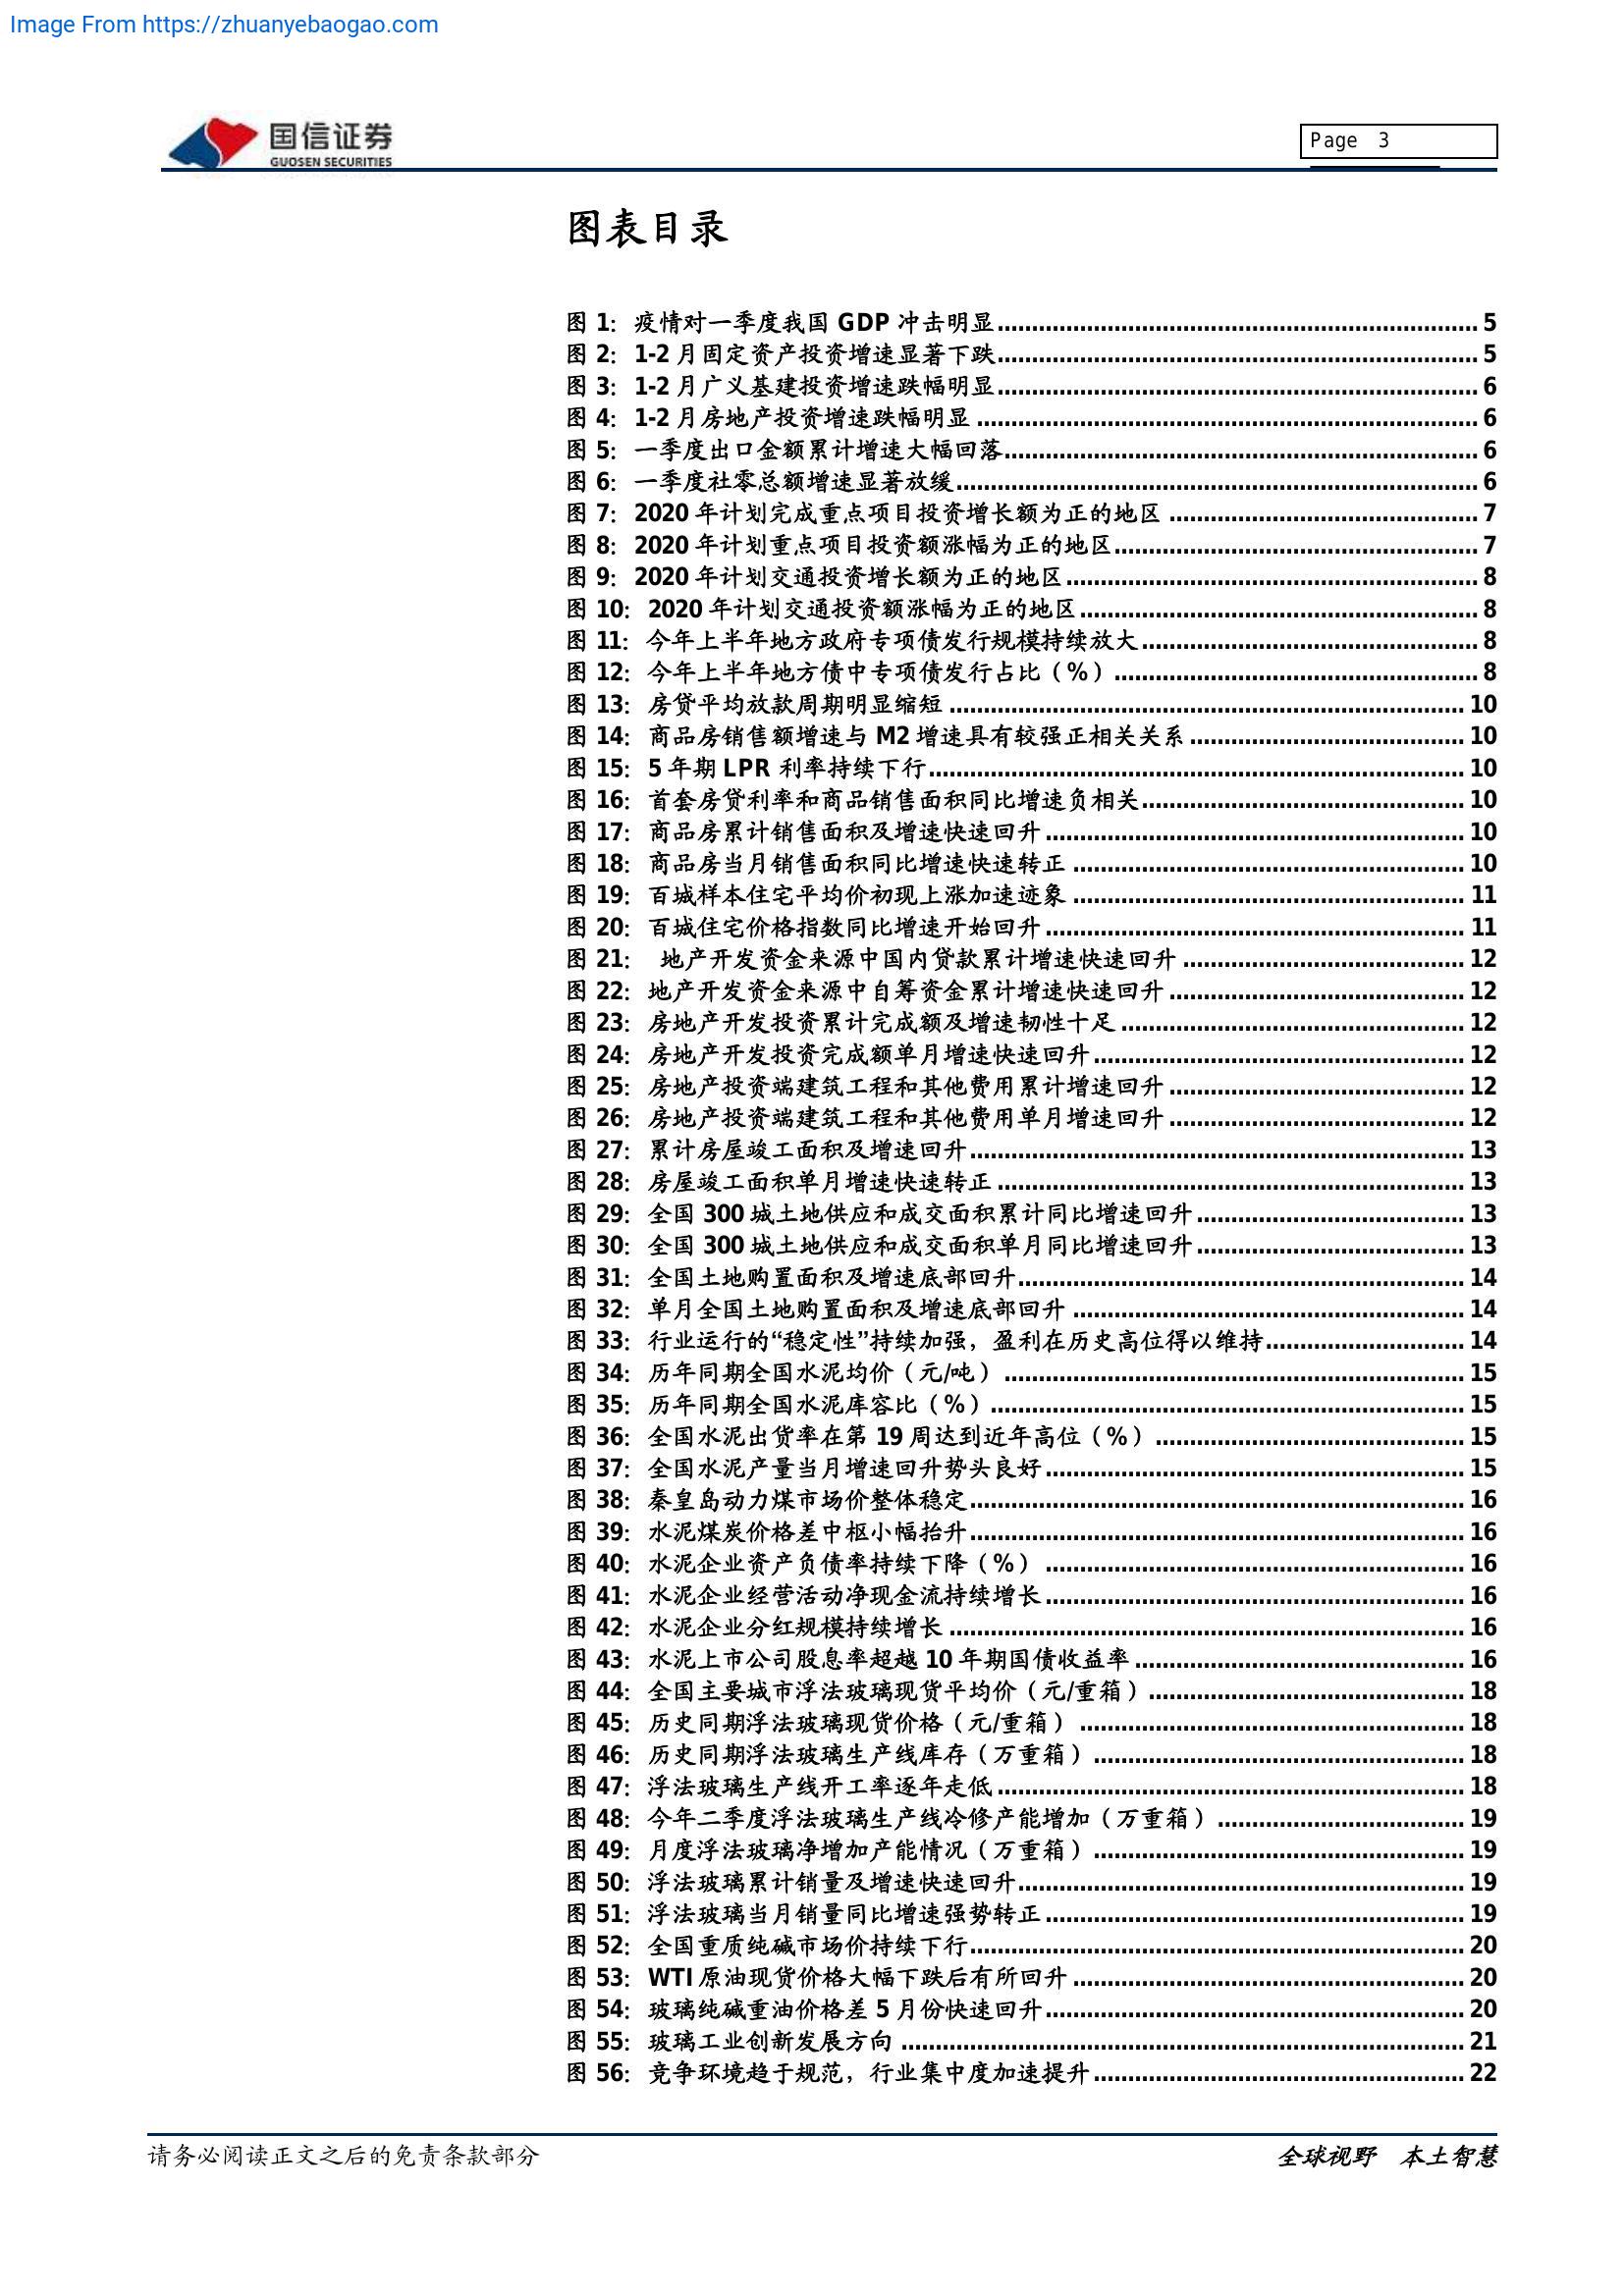 Image From https://zhuanyebaogao.com
国信证券
GUOSEN SECURITIES
Page 3
图表目录
图 1：疫情对一季度我国 GDP 冲击明显 5
图 2：1-2 月固定资产投资增速显著下跌 5
图 3：1-2 月广义基建投资增速跌幅明显 6
图 4：1-2 月房地产投资增速跌幅明显 6
图 5：一季度出口金额累计增速大幅回落 6
图 6：一季度社零总额增速显著放缓 6
图 7：2020 年计划完成重点项目投资增长额为正的地区 7
图 8：2020 年计划重点项目投资额涨幅为正的地区 7
图 9：2020 年计划交通投资增长额为正的地区 8
图 10：2020 年计划交通投资额涨幅为正的地区 8
图 11：今年上半年地方政府专项债发行规模持续放大 8
图 12：今年上半年地方债中专项债发行占比（%） 8
图 13：房贷平均放款周期明显缩短 10
图 14：商品房销售额增速与 M2 增速具有较强正相关关系 10
图 15：5 年期 LPR 利率持续下行 10
图 16：首套房贷利率和商品销售面积同比增速负相关 10
图 17：商品房累计销售面积及增速快速回升 10
图 18：商品房当月销售面积同比增速快速转正 10
图 19：百城样本住宅平均价初现上涨加速迹象 11
图 20：百城住宅价格指数同比增速开始回升 11
图 21： 地产开发资金来源中国内贷款累计增速快速回升 12
图 22：地产开发资金来源中自筹资金累计增速快速回升 12
图 23：房地产开发投资累计完成额及增速韧性十足 12
图 24：房地产开发投资完成额单月增速快速回升 12
图 25：房地产投资端建筑工程和其他费用累计增速回升 12
图 26：房地产投资端建筑工程和其他费用单月增速回升 12
图 27：累计房屋竣工面积及增速回升 13
图 28：房屋竣工面积单月增速快速转正 13
图 29：全国 300 城土地供应和成交面积累计同比增速回升 13
图 30：全国 300 城土地供应和成交面积单月同比增速回升 13
图 31：全国土地购置面积及增速底部回升 14
图 32：单月全国土地购置面积及增速底部回升 14
图 33：行业运行的“稳定性”持续加强，盈利在历史高位得以维持 14
图 34：历年同期全国水泥均价（元/吨） 15
图 35：历年同期全国水泥库容比（%） 15
图 36：全国水泥出货率在第 19 周达到近年高位（%） 15
图 37：全国水泥产量当月增速回升势头良好 15
图 38：秦皇岛动力煤市场价整体稳定 16
图 39：水泥煤炭价格差中枢小幅抬升 16
图 40：水泥企业资产负债率持续下降（%） 16
图 41：水泥企业经营活动净现金流持续增长 16
图 42：水泥企业分红规模持续增长 16
图 43：水泥上市公司股息率超越 10 年期国债收益率 16
图 44：全国主要城市浮法玻璃现货平均价（元/重箱） 18
图 45：历史同期浮法玻璃现货价格（元/重箱） 18
图 46：历史同期浮法玻璃生产线库存（万重箱） 18
图 47：浮法玻璃生产线开工率逐年走低 18
图 48：今年二季度浮法玻璃生产线冷修产能增加（万重箱） 19
图 49：月度浮法玻璃净增加产能情况（万重箱） 19
图 50：浮法玻璃累计销量及增速快速回升 19
图 51：浮法玻璃当月销量同比增速强势转正 19
图 52：全国重质纯碱市场价持续下行 20
图 53：WTI 原油现货价格大幅下跌后有所回升 20
图 54：玻璃纯碱重油价格差 5 月份快速回升 20
图 55：玻璃工业创新发展方向 21
图 56：竞争环境趋于规范，行业集中度加速提升 22
请务必阅读正文之后的免责条款部分
全球视野 本土智慧